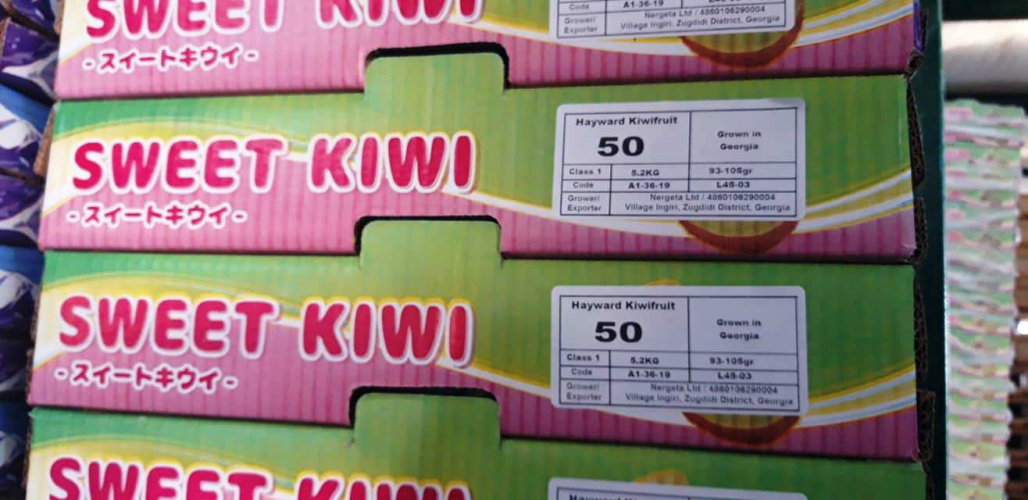 SWEET KIWI
- スイートキウイ -
Code A1-36-19
Grower/ Exporter Nergeta Ltd / 4860106290004
Village Ingiri, Zugdidi District, Georgia
SWEET KIWI
- スイートキウイ -
Hayward Kiwifruit
50 Grown in Georgia
Class 1 5.2KG 93-105gr
Code A1-36-19 L45-03
Grower/ Exporter Nergeta Ltd / 4860106290004
Village Ingiri, Zugdidi District, Georgia
SWEET KIWI
- スイートキウイ -
Hayward Kiwifruit
50 Grown in Georgia
Class 1 5.2KG 93-105gr
Code A1-36-19 L45-03
Grower/ Exporter Nergeta Ltd / 4860106290004
Village Ingiri, Zugdidi District, Georgia
SWEET KIWI
Hayward Kiwifruit